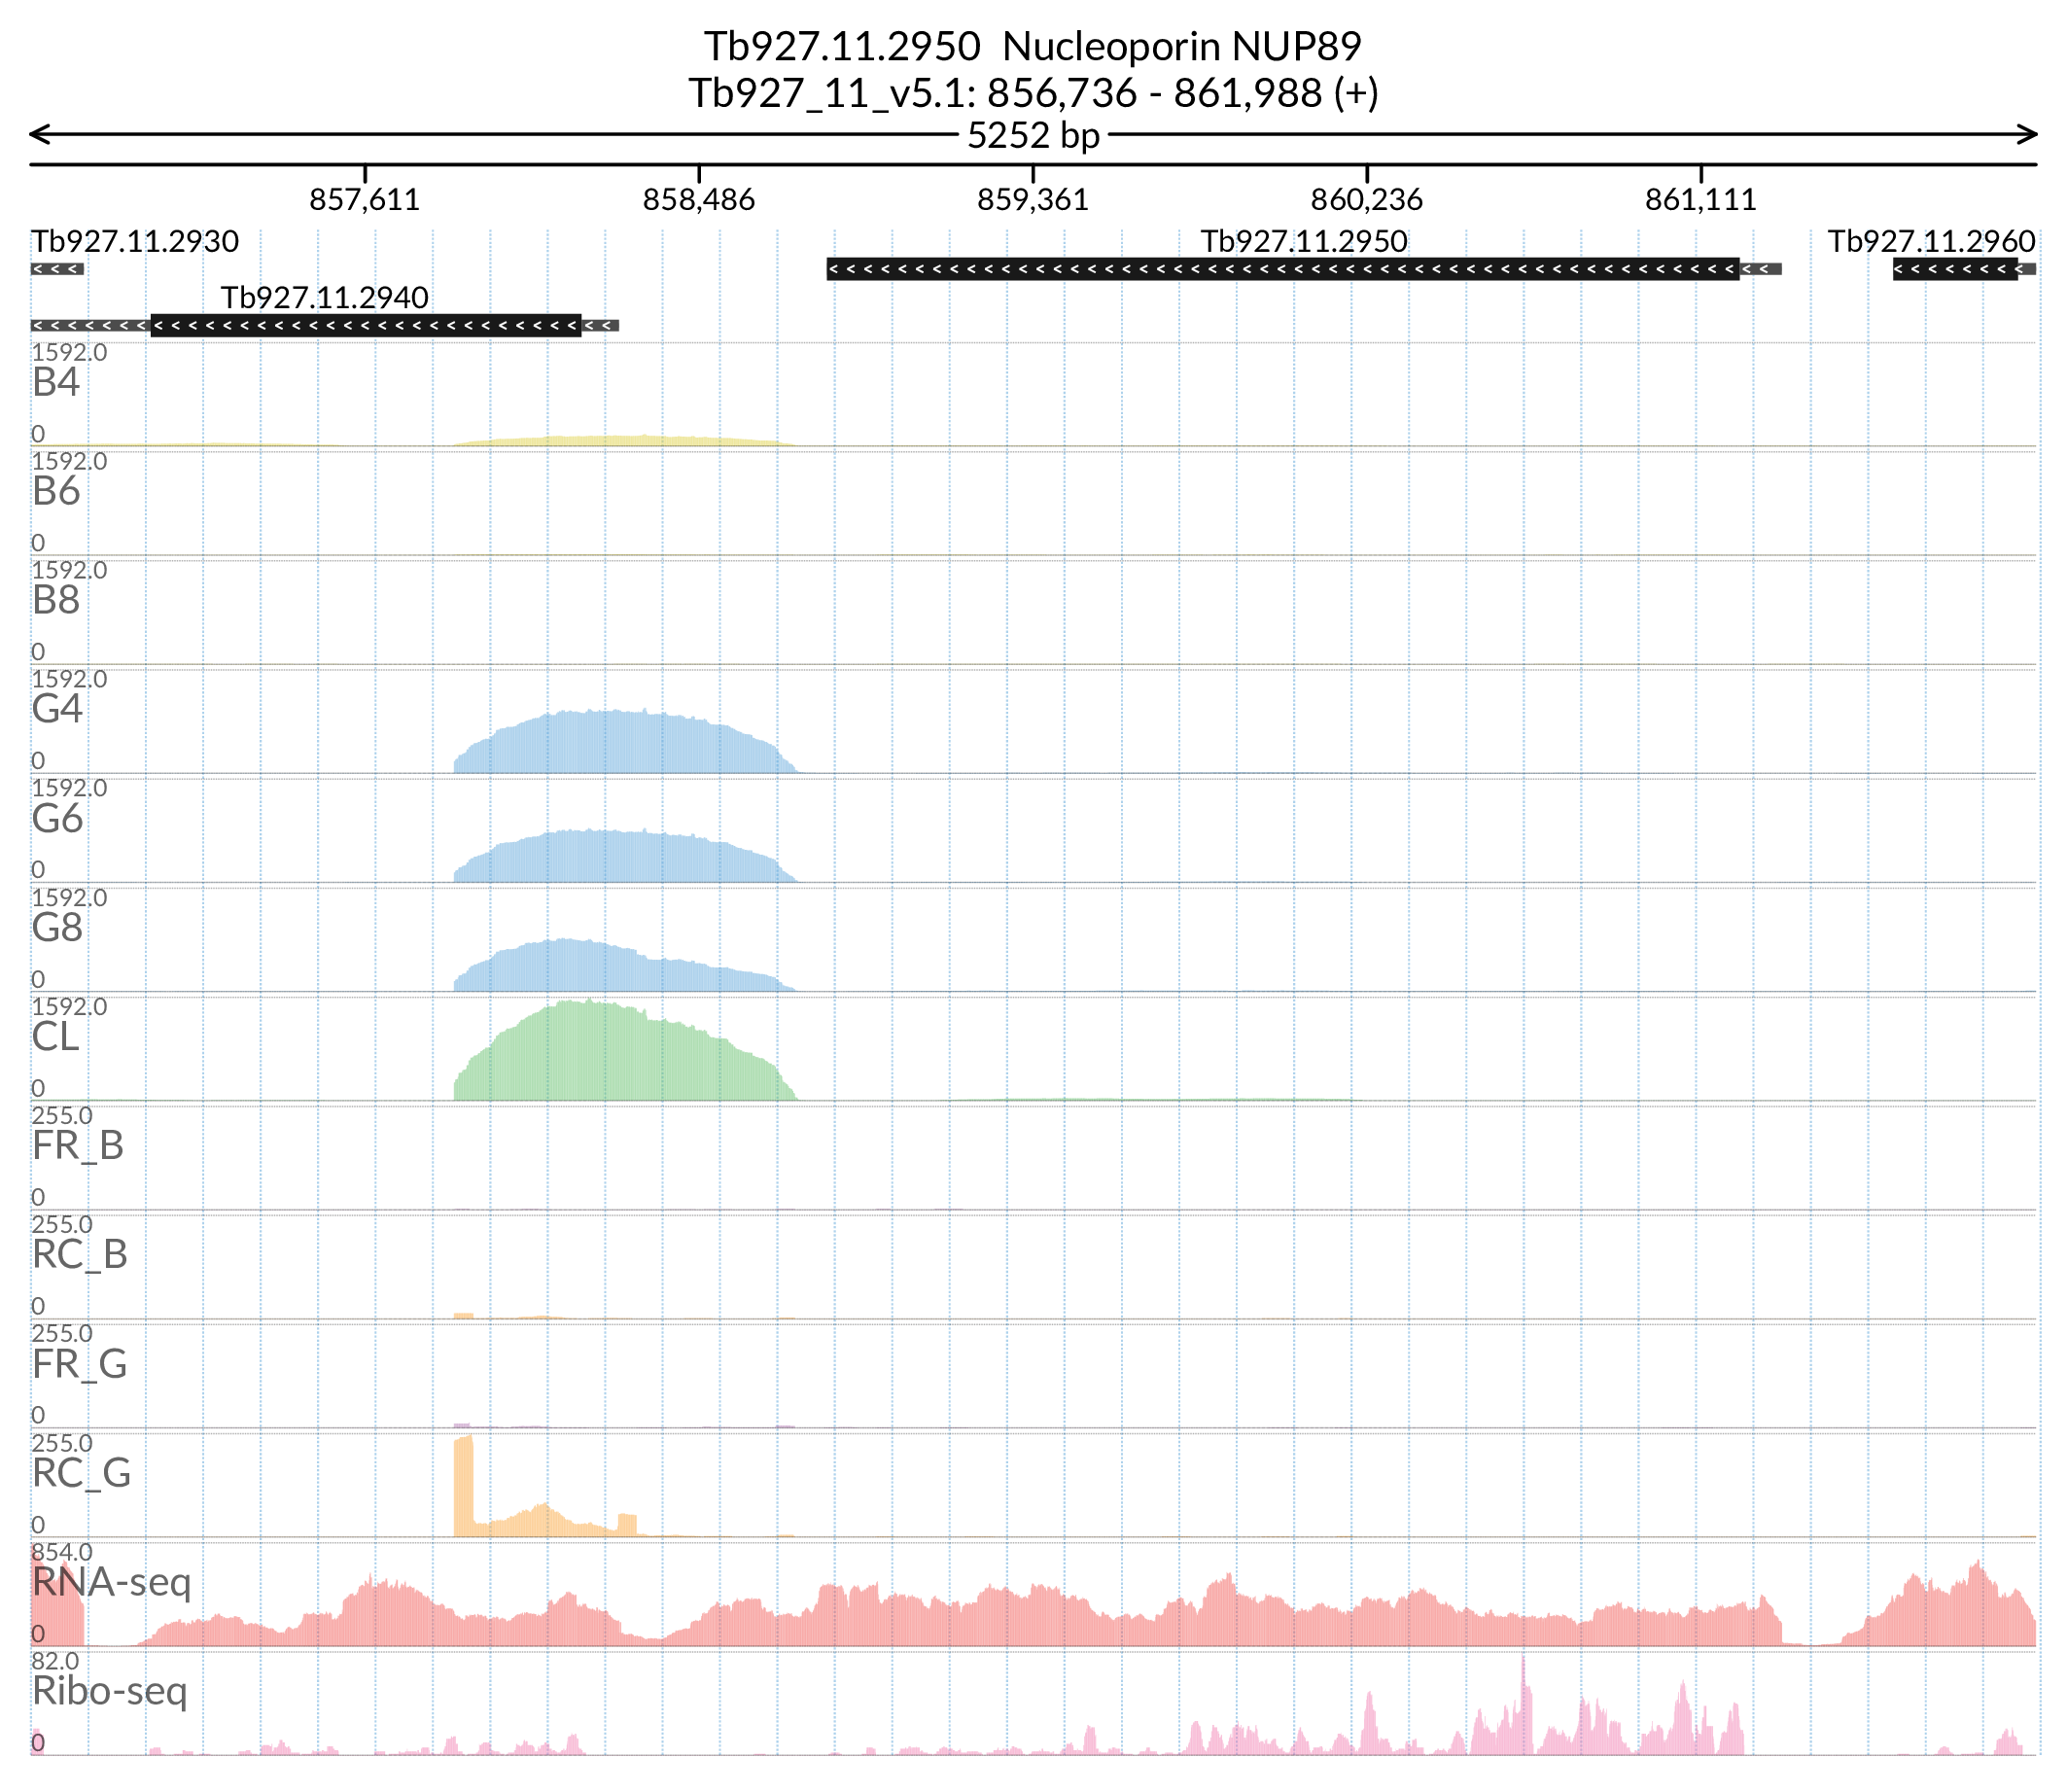 Tb927.11.2950 Nucleoporin NUP89
Tb927_11_v5.1: 856,736 - 861,988 (+)
5252 bp
857,611 858,486 859,361 860,236 861,111
Tb927.11.2930 Tb927.11.2950 Tb927.11.2960
Tb927.11.2940
1592.0
B4
0
1592.0
B6
0
1592.0
B8
0
1592.0
G4
0
1592.0
G6
0
1592.0
G8
0
1592.0
CL
0
255.0
FR_B
0
255.0
RC_B
0
255.0
FR_G
0
255.0
RC_G
0
854.0
RNA-seq
0
82.0
Ribo-seq
0